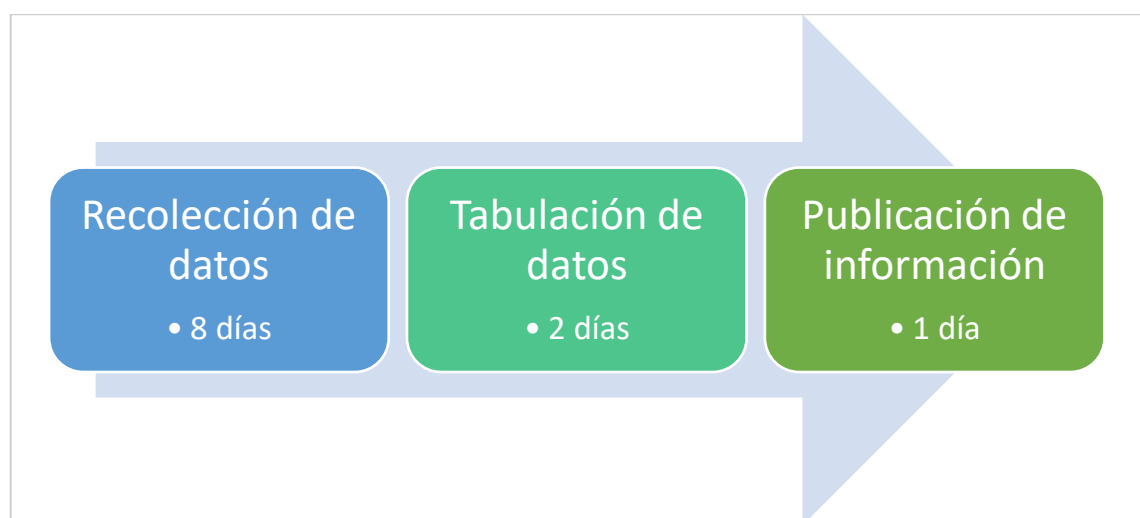 Recolección de
datos
• 8 días
Tabulación de
datos
• 2 días
Publicación de
información
• 1 día